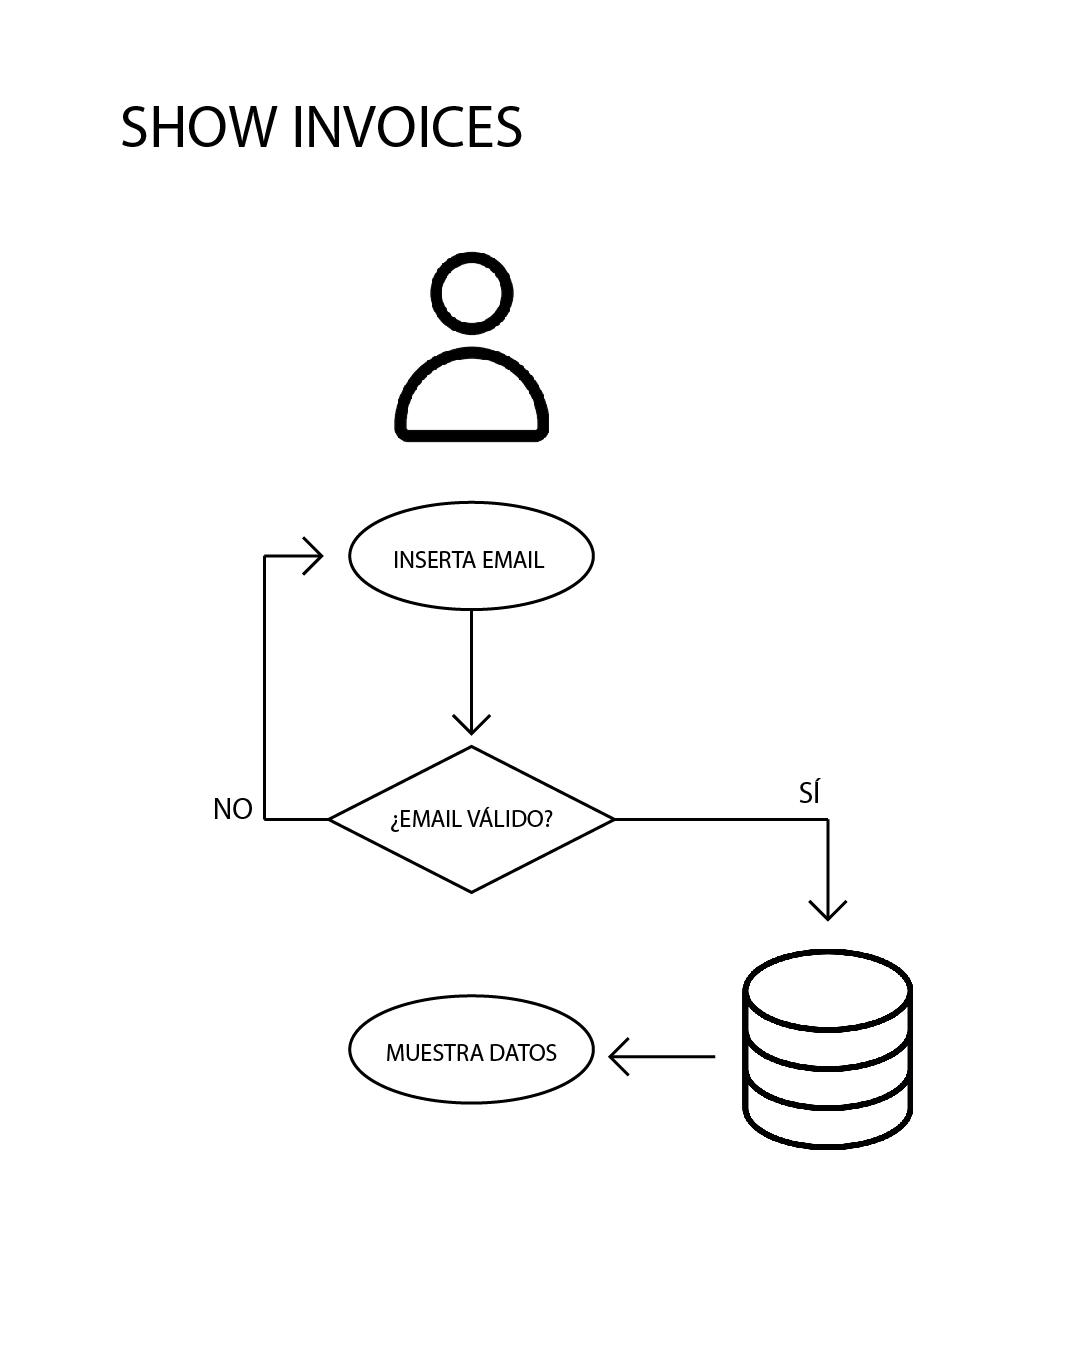 SHOW INVOICES
INSERTA EMAIL
NO
¿EMAIL VÁLIDO?
SÍ
MUESTRA DATOS